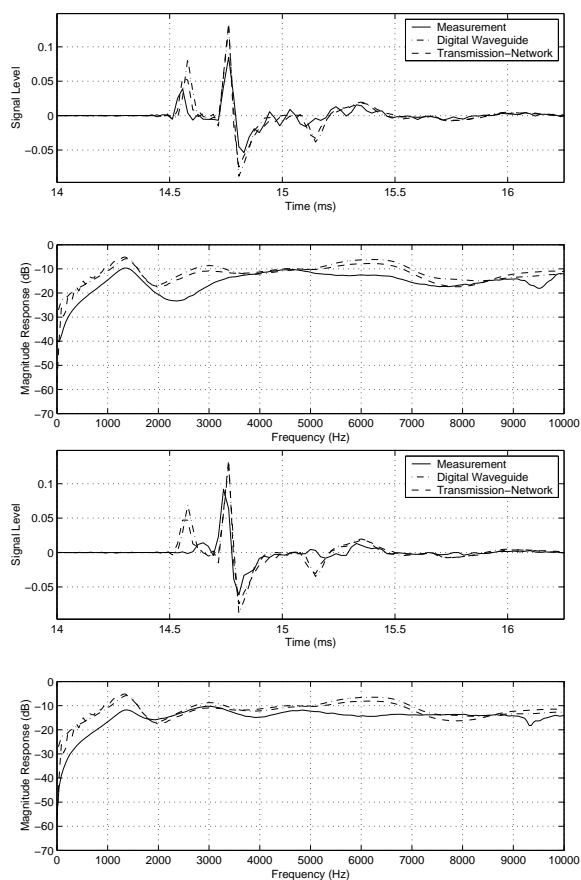 0.1
0.05
0
−0.05
Signal Level
Measurement
Digital Waveguide
Transmission−Network
14 14.5 15 15.5 16
Time (ms)
0
−10
−20
−30
−40
−50
−60
−70
Magnitude Response (dB)
0 1000 2000 3000 4000 5000 6000 7000 8000 9000 10000
Frequency (Hz)
0.1
0.05
0
−0.05
Signal Level
Measurement
Digital Waveguide
Transmission−Network
14 14.5 15 15.5 16
Time (ms)
0
−10
−20
−30
−40
−50
−60
−70
Magnitude Response (dB)
0 1000 2000 3000 4000 5000 6000 7000 8000 9000 10000
Frequency (Hz)